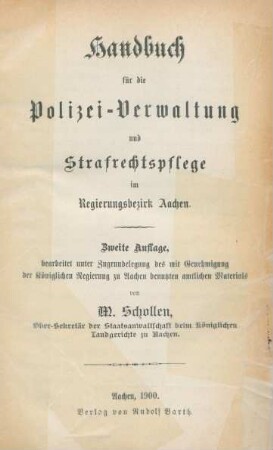 Handbuch
für die
Polizei-Verwaltung
und
Strafrechtspflege
im
Regierungsbezirk Aachen.
Zweite Auflage,
bearbeitet unter Zugrundelegung des mit Genehmigung
der Königlichen Regierung zu Aachen benutzten amtlichen Materials
von
M. Schollen,
Ober-Sekretär der Staatsanwaltschaft beim Königlichen
Landgerichte zu Aachen.
Aachen, 1900.
Verlag von Rudolf Barth.